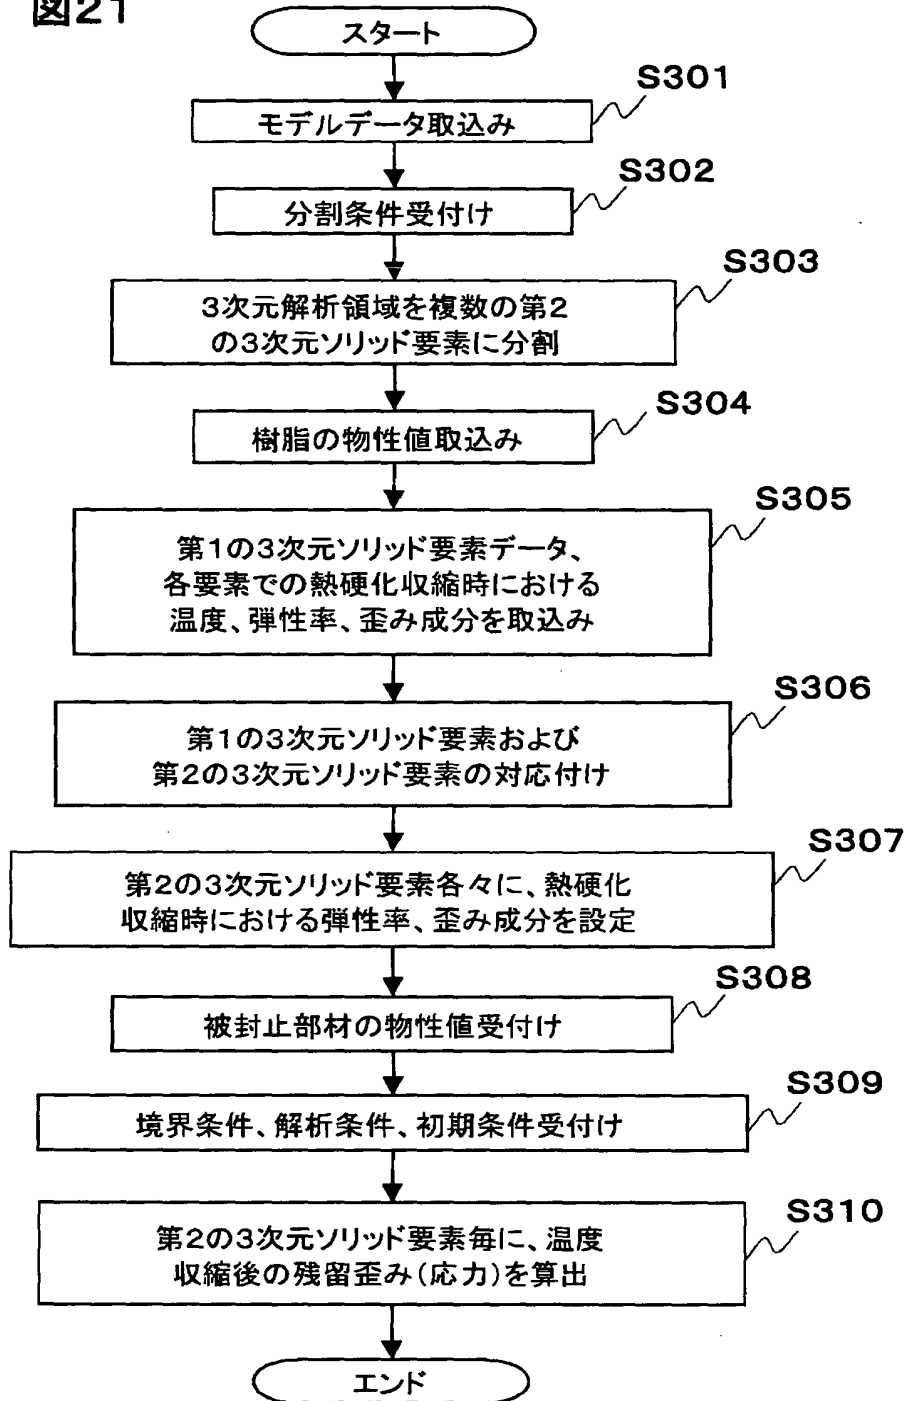 図21
スタート
S301
モデルデータ取込み
S302
分割条件受付け
S303
3次元解析領域を複数の第2
の3次元ソリッド要素に分割
S304
樹脂の物性値取込み
S305
第1の3次元ソリッド要素データ、
各要素での熱硬化収縮時における
温度、弾性率、歪み成分を取込み
S306
第1の3次元ソリッド要素および
第2の3次元ソリッド要素の対応付け
S307
第2の3次元ソリッド要素各々に、熱硬化
収縮時における弾性率、歪み成分を設定
S308
被封止部材の物性値受付け
S309
境界条件、解析条件、初期条件受付け
S310
第2の3次元ソリッド要素毎に、温度
収縮後の残留歪み(応力)を算出
エンド